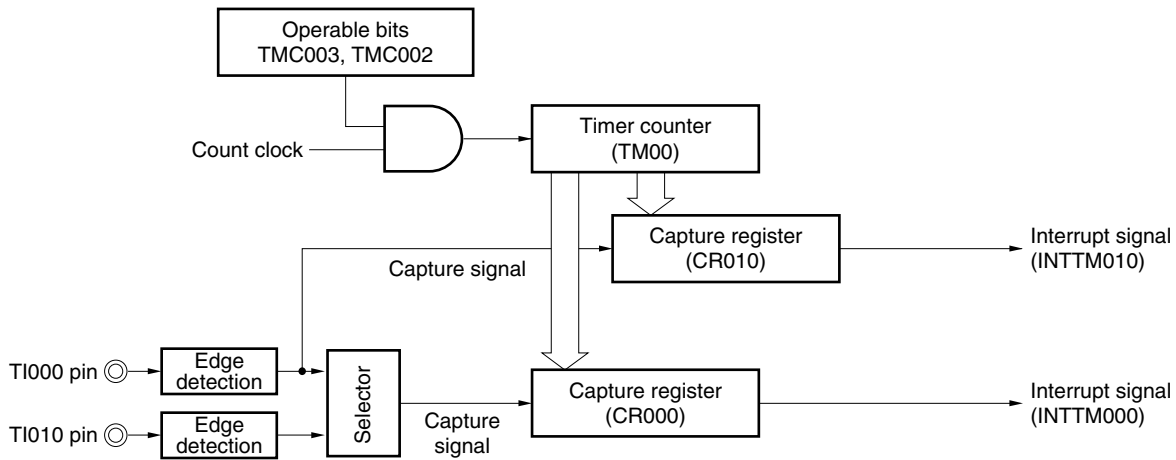 Operable bits
TMC003, TMC002
Count clock
Timer counter
(TM00)
Capture register
(CR010)
Interrupt signal
(INTTM010)
Capture signal
TI000 pin
Edge
detection
Selector
Capture register
(CR000)
Interrupt signal
(INTTM000)
TI010 pin
Edge
detection
Capture
signal